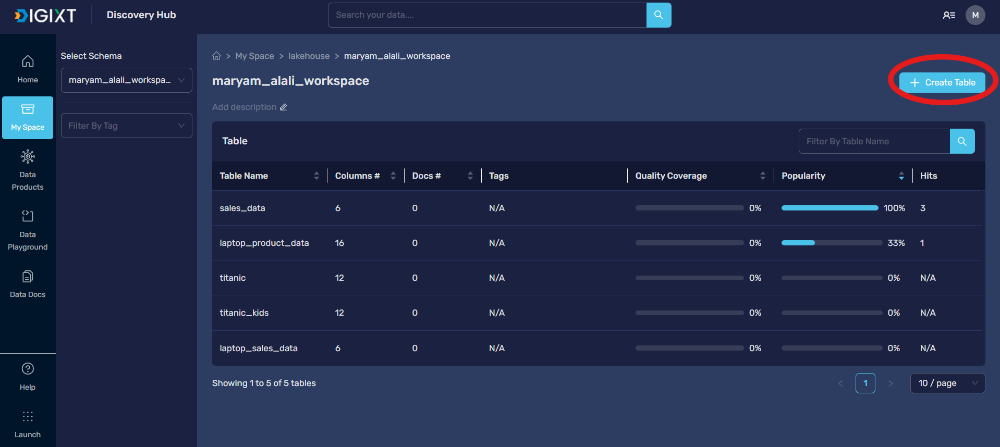 DIGIXT
Discovery Hub
Search your data....
M
Home
My Space
Data
Products
Data
Playground
Data Docs
Help
Launch
Select Schema
maryam_alali_workspa...
Filter By Tag
> My Space > lakehouse > maryam_alali_workspace
maryam_alali_workspace
+ Create Table
Add description
Table
Filter By Table Name
Table Name Columns # Docs # Tags Quality Coverage Popularity Hits
sales_data 6 0 N/A 0% 100% 3
laptop_product_data 16 0 N/A 0% 33% 1
titanic 12 0 N/A 0% 0% N/A
titanic_kids 12 0 N/A 0% 0% N/A
laptop_sales_data 6 0 N/A 0% 0% N/A
Showing 1 to 5 of 5 tables
< 1 > 10 / page